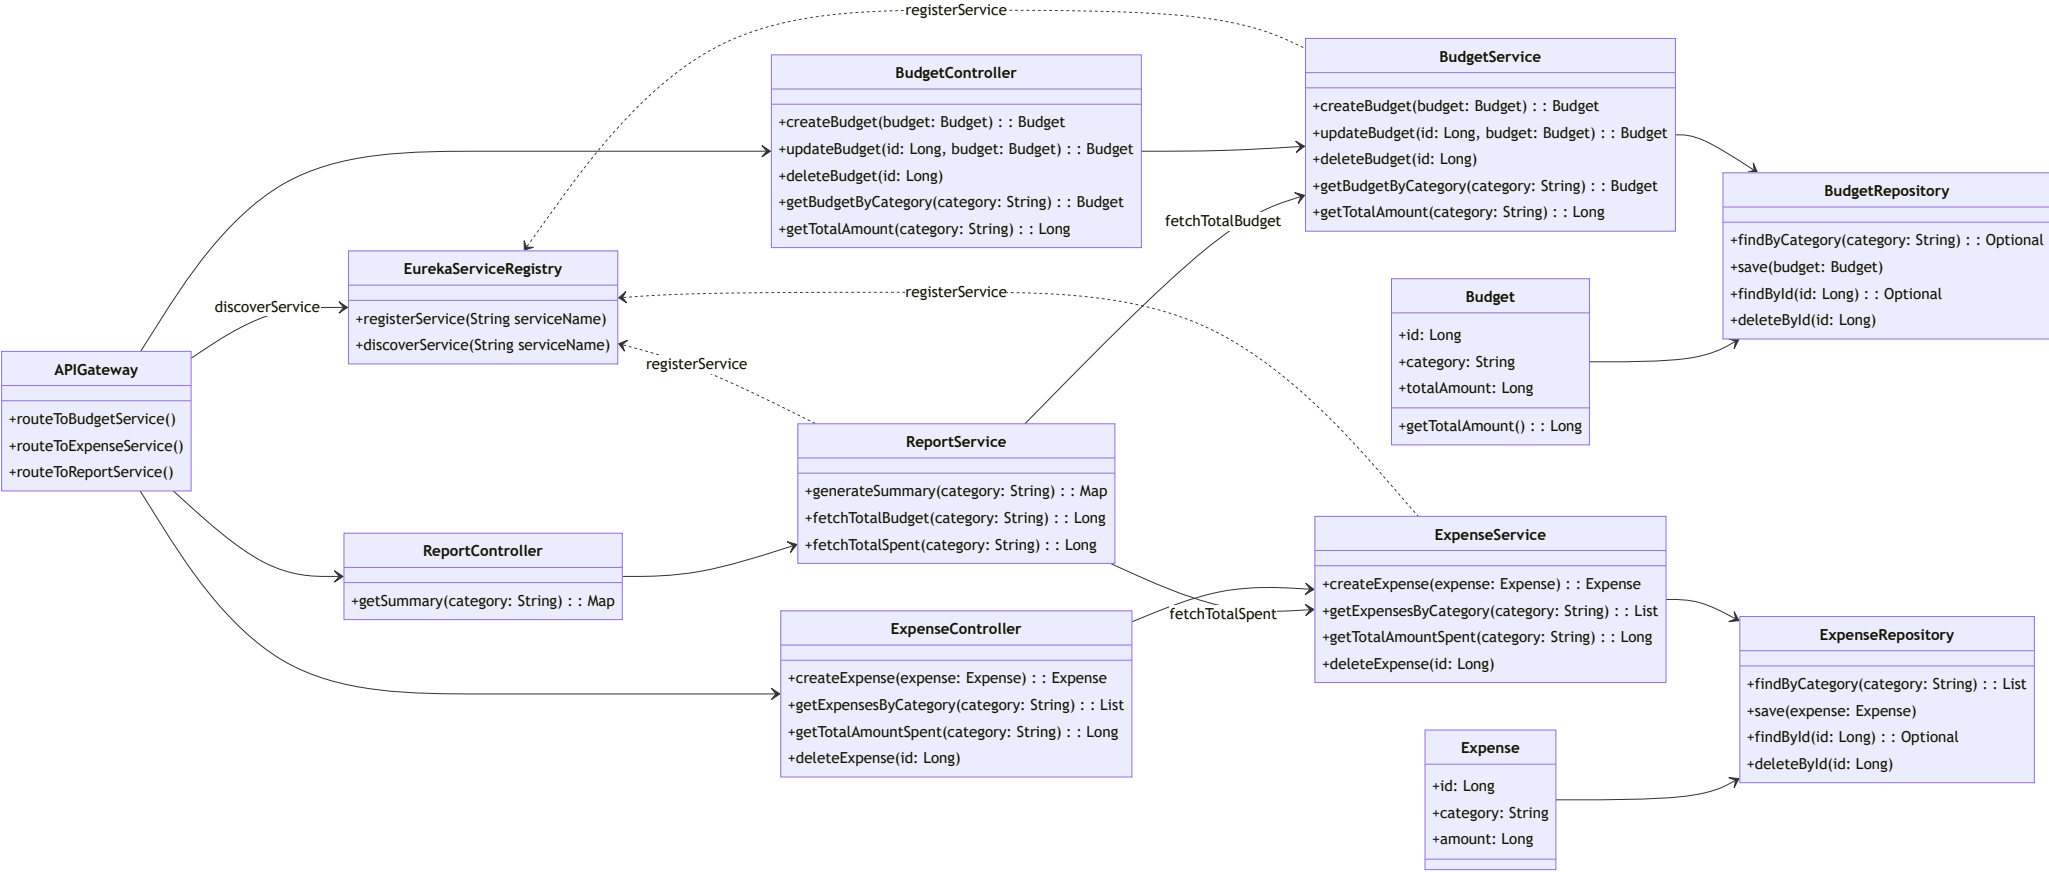 registerService
BudgetController
+createBudget(budget: Budget) : : Budget
+updateBudget(id: Long, budget: Budget) : : Budget
+deleteBudget(id: Long)
+getBudgetByCategory(category: String) : : Budget
+getTotalAmount(category: String) : : Long
BudgetService
+createBudget(budget: Budget) : : Budget
+updateBudget(id: Long, budget: Budget) : : Budget
+deleteBudget(id: Long)
+getBudgetByCategory(category: String) : : Budget
+getTotalAmount(category: String) : : Long
BudgetRepository
+findByCategory(category: String) : : Optional
+save(budget: Budget)
+findById(id: Long) : : Optional
+deleteById(id: Long)
fetchTotalBudget
EurekaServiceRegistry
+registerService(String serviceName)
+discoverService(String serviceName)
discoverService
registerService
registerService
Budget
+id: Long
+category: String
+totalAmount: Long
+getTotalAmount() : : Long
APIGateway
+routeToBudgetService()
+routeToExpenseService()
+routeToReportService()
ReportService
+generateSummary(category: String) : : Map
+fetchTotalBudget(category: String) : : Long
+fetchTotalSpent(category: String) : : Long
ReportController
+getSummary(category: String) : : Map
ExpenseService
+createExpense(expense: Expense) : : Expense
+getExpensesByCategory(category: String) : : List
+getTotalAmountSpent(category: String) : : Long
+deleteExpense(id: Long)
fetchTotalSpent
ExpenseController
+createExpense(expense: Expense) : : Expense
+getExpensesByCategory(category: String) : : List
+getTotalAmountSpent(category: String) : : Long
+deleteExpense(id: Long)
ExpenseRepository
+findByCategory(category: String) : : List
+save(expense: Expense)
+findById(id: Long) : : Optional
+deleteById(id: Long)
Expense
+id: Long
+category: String
+amount: Long